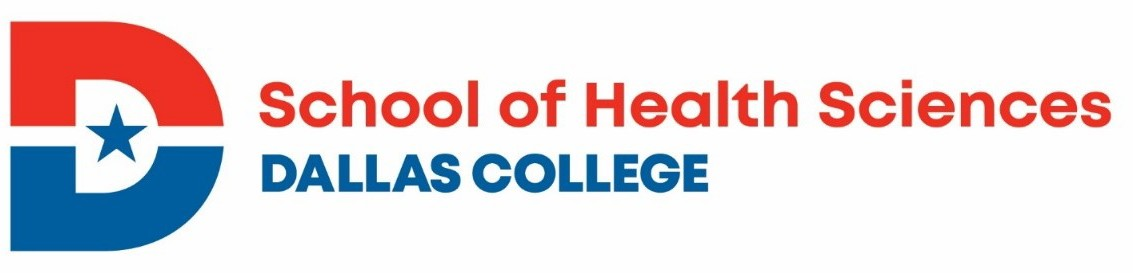 School of Health Sciences
DALLAS COLLEGE